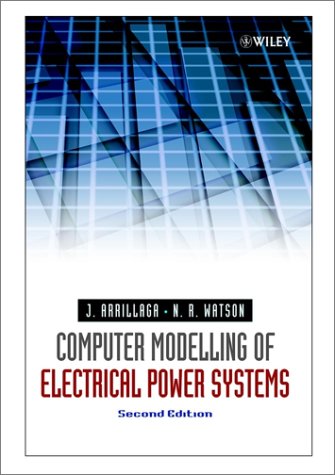 WILEY
J. ARRILLAGA • N. R. WATSON
COMPUTER MODELLING OF
ELECTRICAL POWER SYSTEMS
Second Edition